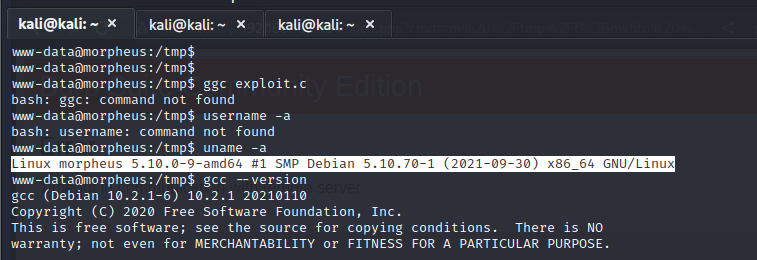 kali@kali: ~ × kali@kali: ~ × kali@kali: ~ ×
www-data@morpheus:/tmp$
www-data@morpheus:/tmp$
www-data@morpheus:/tmp$ ggc exploit.c
bash: ggc: command not found
www-data@morpheus:/tmp$ username -a
bash: username: command not found
www-data@morpheus:/tmp$ uname -a
Linux morpheus 5.10.0-9-amd64 #1 SMP Debian 5.10.70-1 (2021-09-30) x86_64 GNU/Linux
www-data@morpheus:/tmp$ gcc --version
gcc (Debian 10.2.1-6) 10.2.1 20210110
Copyright (C) 2020 Free Software Foundation, Inc.
This is free software; see the source for copying conditions.  There is NO
warranty; not even for MERCHANTABILITY or FITNESS FOR A PARTICULAR PURPOSE.
Edition
server